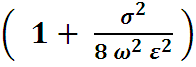 ( 1 + σ² / 8 ω² ε² )